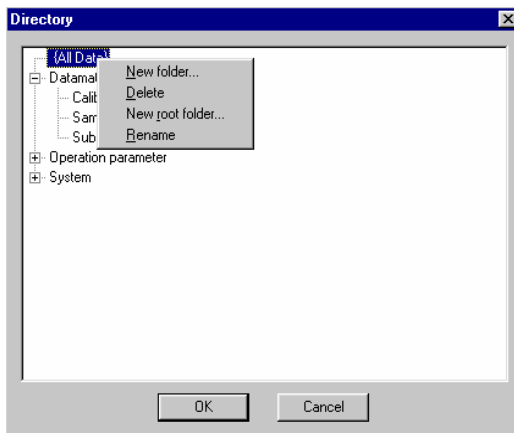 Directory
{All Data}
New folder...
Delete
New root folder...
Rename
Operation parameter
System
OK
Cancel